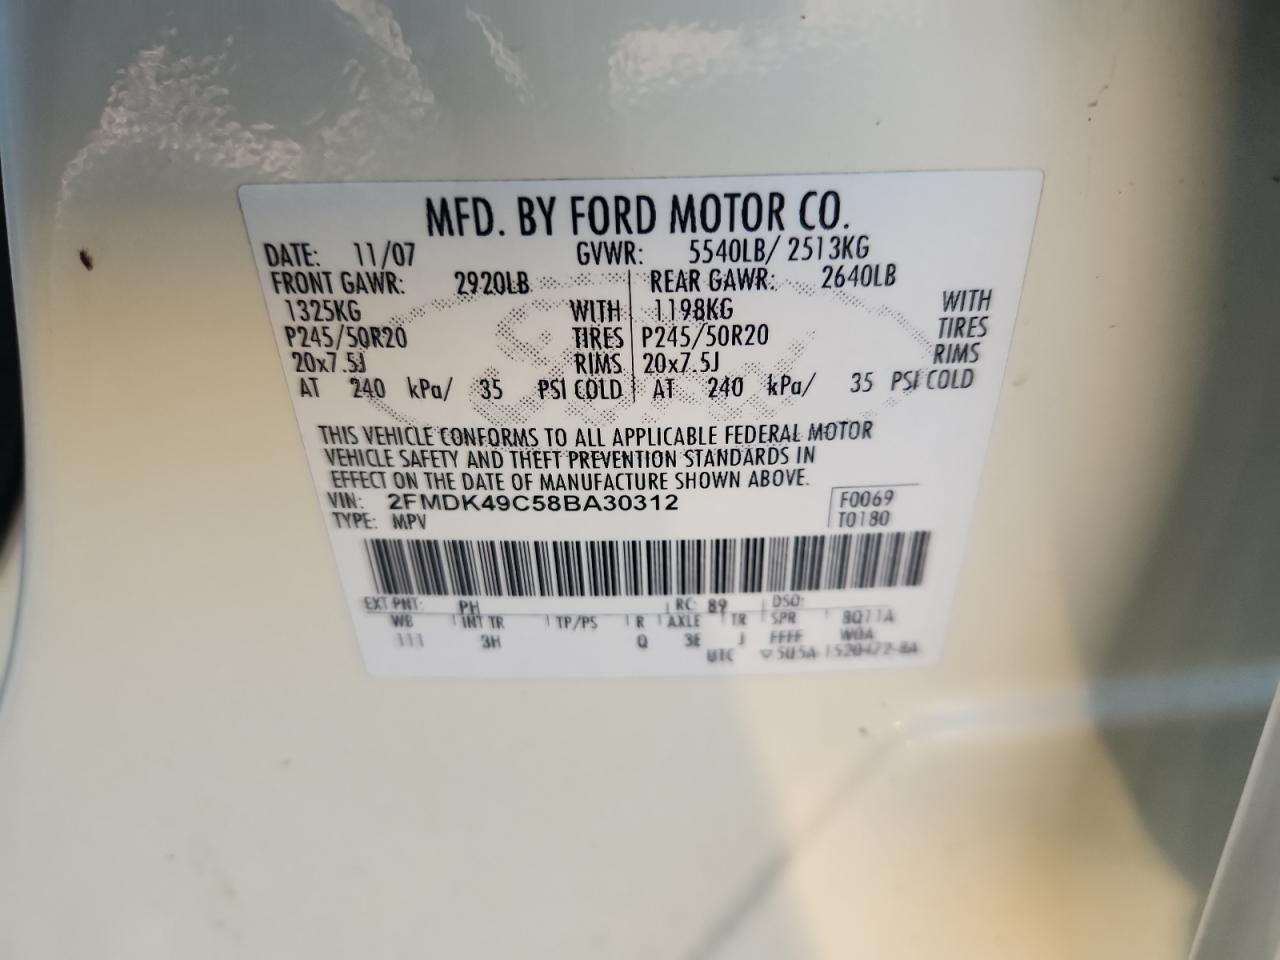 MFD. BY FORD MOTOR CO.
DATE: 11/07 GVWR: 5540LB/ 2513KG
FRONT GAWR: 2920LB REAR GAWR: 2640LB
1325KG WITH 1198KG WITH
P245/50R20 TIRES P245/50R20 TIRES
20x7.5J RIMS 20x7.5J RIMS
AT 240 kPa/ 35 PSI COLD AT 240 kPa/ 35 PSI COLD
THIS VEHICLE CONFORMS TO ALL APPLICABLE FEDERAL MOTOR
VEHICLE SAFETY AND THEFT PREVENTION STANDARDS IN
EFFECT ON THE DATE OF MANUFACTURE SHOWN ABOVE.
VIN: 2FMDK49C58BA30312 F0069
TYPE: MPV T0180
EXT PNT: PH RC: 89 DSO:
WB INT TR TP/PS R AXLE TR SPR
111 3H Q 3E J FFFF
UTC